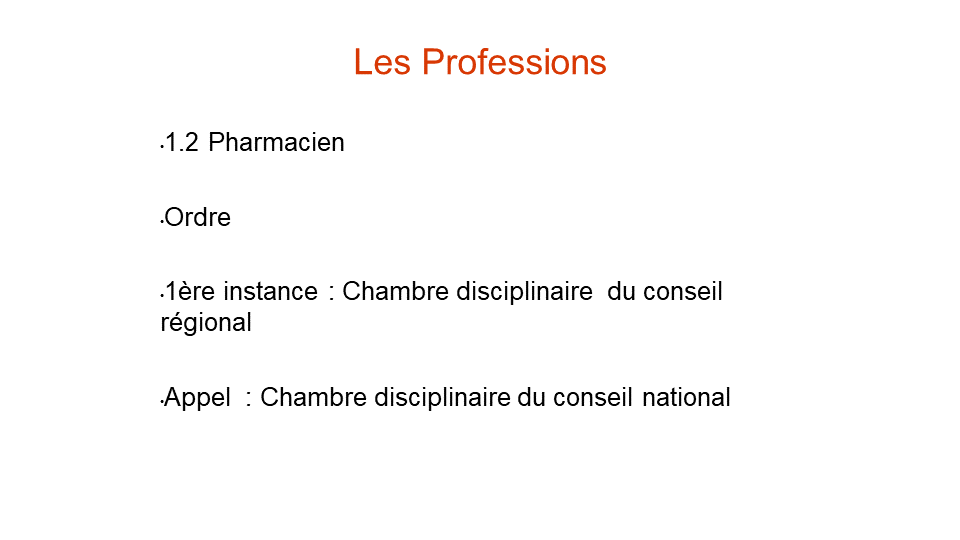 Les Professions
•1.2 Pharmacien
•Ordre
•1ère instance : Chambre disciplinaire  du conseil
régional
•Appel  : Chambre disciplinaire du conseil national